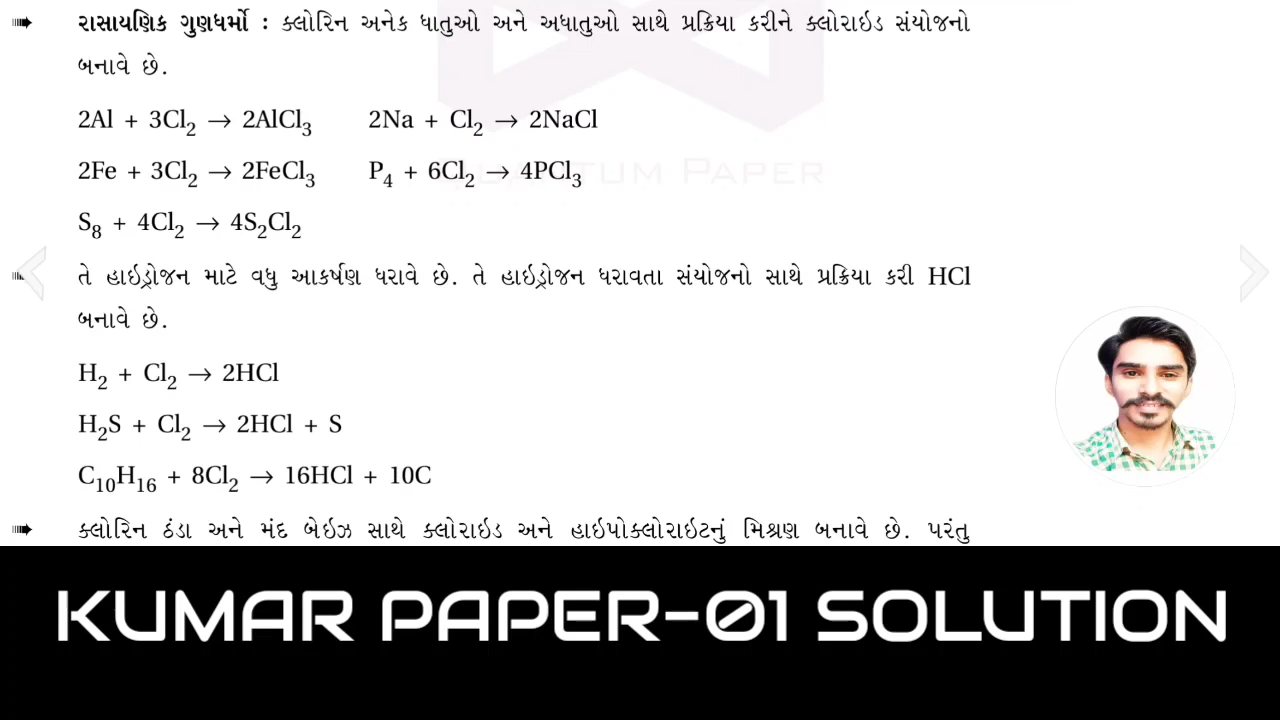 ➠ રાસાયણિક ગુણધર્મો : ક્લોરિન અનેક ધાતુઓ અને અધાતુઓ સાથે પ્રક્રિયા કરીને ક્લોરાઇડ સંયોજનો
બનાવે છે.
2Al + 3Cl₂ → 2AlCl₃ 2Na + Cl₂ → 2NaCl
2Fe + 3Cl₂ → 2FeCl₃ P₄ + 6Cl₂ → 4PCl₃
QUANTUM PAPER
S₈ + 4Cl₂ → 4S₂Cl₂
➠ તે હાઇડ્રોજન માટે વધુ આકર્ષણ ધરાવે છે. તે હાઇડ્રોજન ધરાવતા સંયોજનો સાથે પ્રક્રિયા કરી HCl
બનાવે છે.
H₂ + Cl₂ → 2HCl
H₂S + Cl₂ → 2HCl + S
C₁₀H₁₆ + 8Cl₂ → 16HCl + 10C
➠ ક્લોરિન ઠંડા અને મંદ બેઇઝ સાથે ક્લોરાઇડ અને હાઇપોક્લોરાઇટનું મિશ્રણ બનાવે છે. પરંતુ
KUMAR PAPER-01 SOLUTION